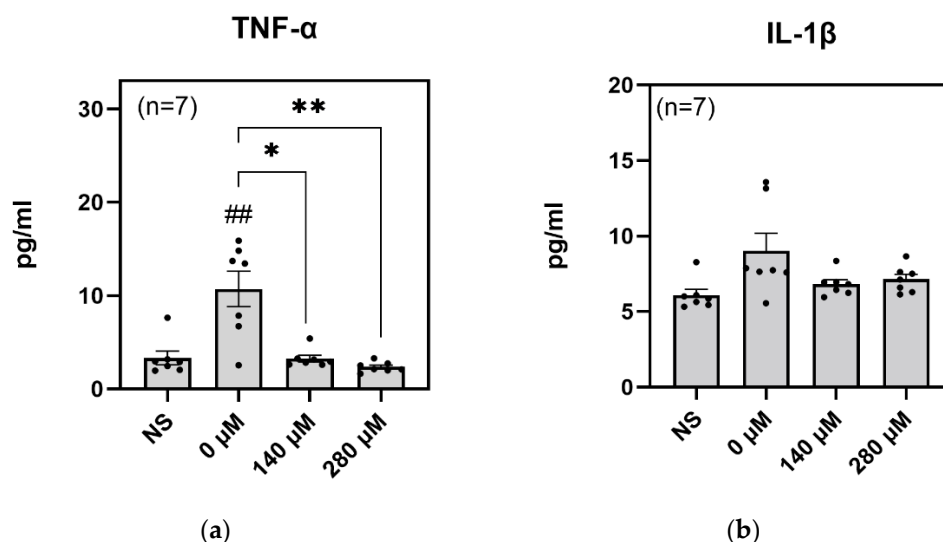 TNF-α
(n=7)
**
*
##
30
20
10
0
pg/ml
NS
0 µM
140 µM
280 µM
(a)
IL-1β
(n=7)
20
15
10
5
0
pg/ml
NS
0 µM
140 µM
280 µM
(b)